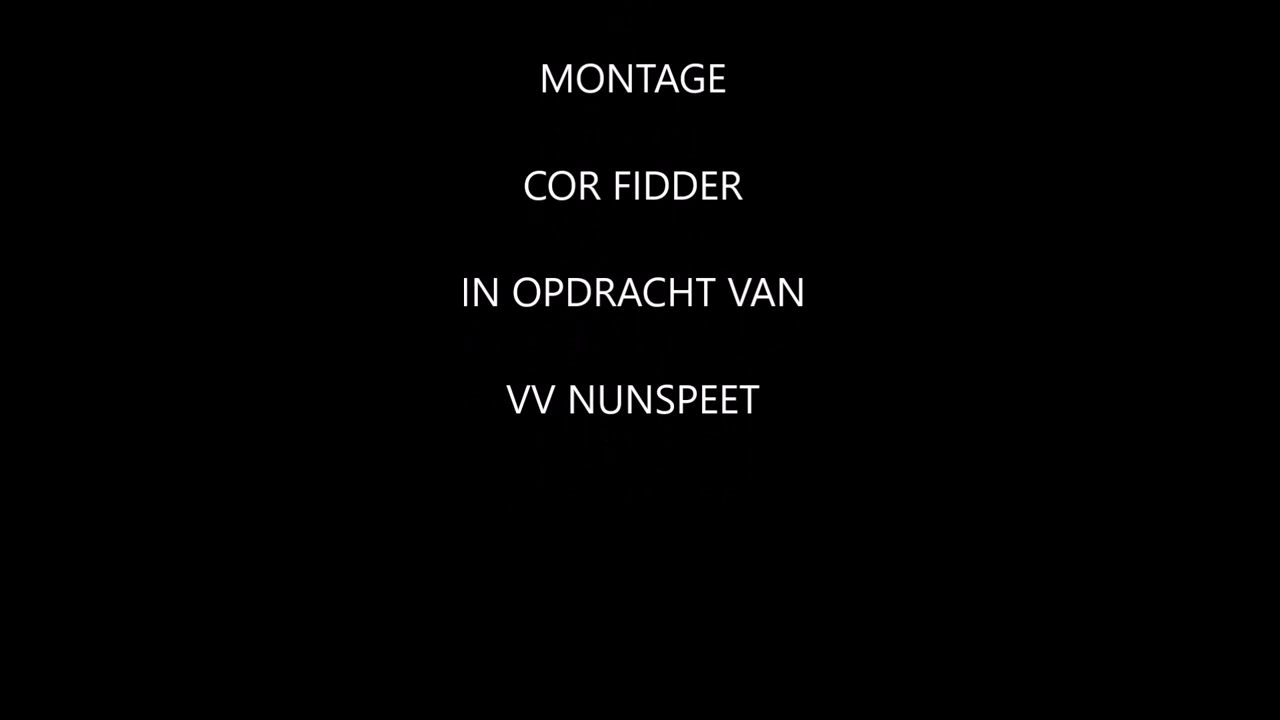 MONTAGE
COR FIDDER
IN OPDRACHT VAN
VV NUNSPEET